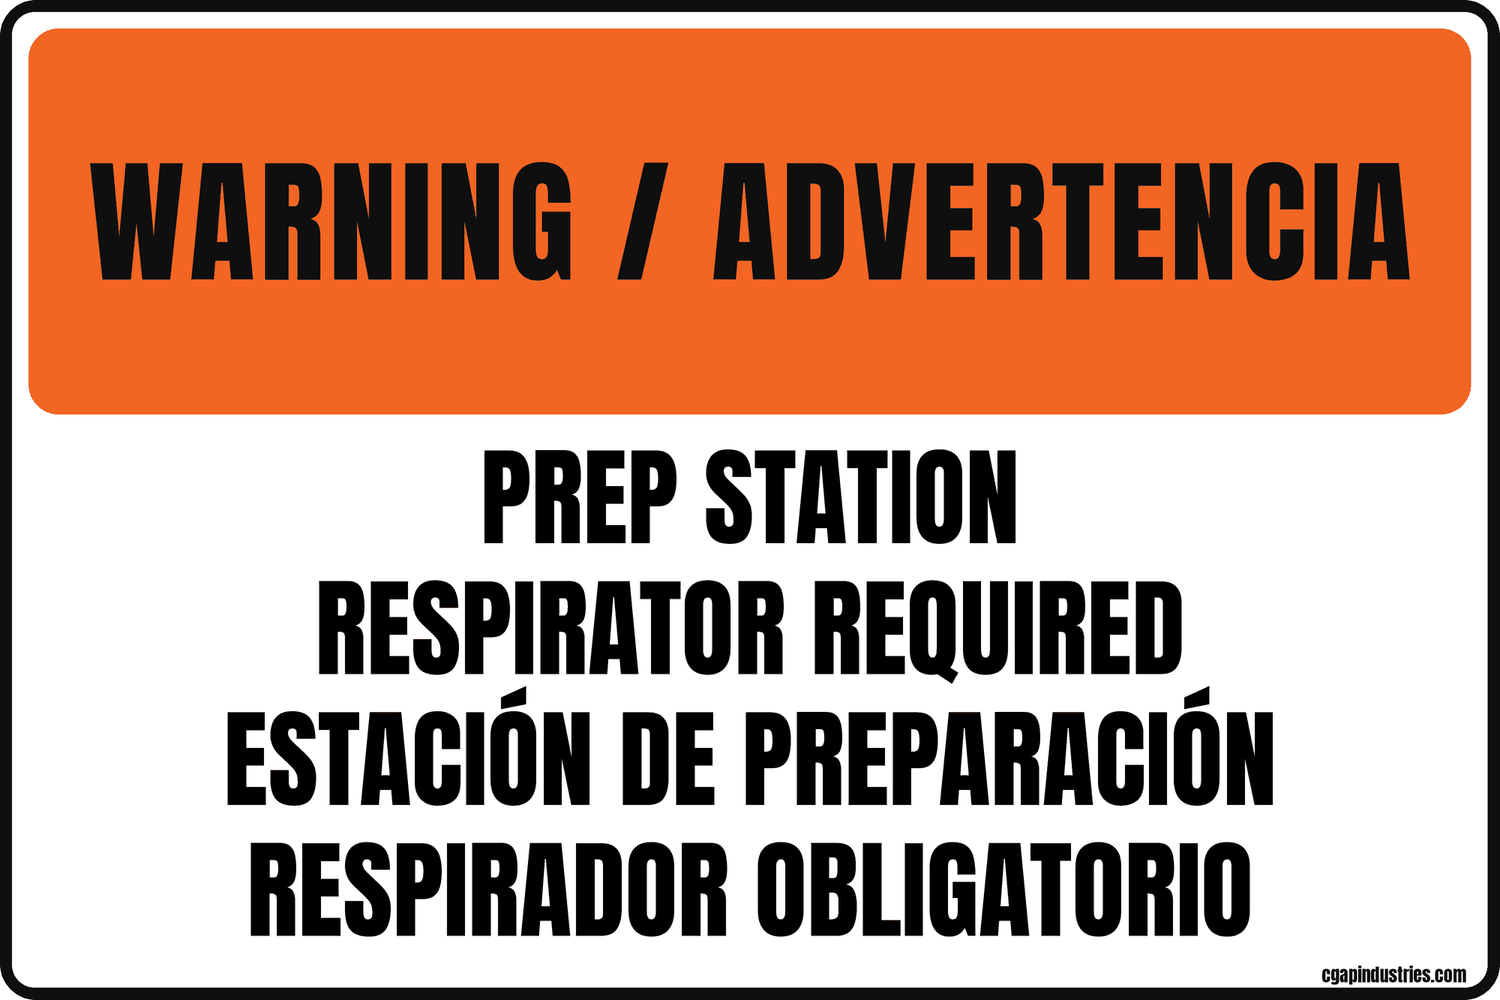 WARNING / ADVERTENCIA
PREP STATION
RESPIRATOR REQUIRED
ESTACIÓN DE PREPARACIÓN
RESPIRADOR OBLIGATORIO
cgapindustries.com